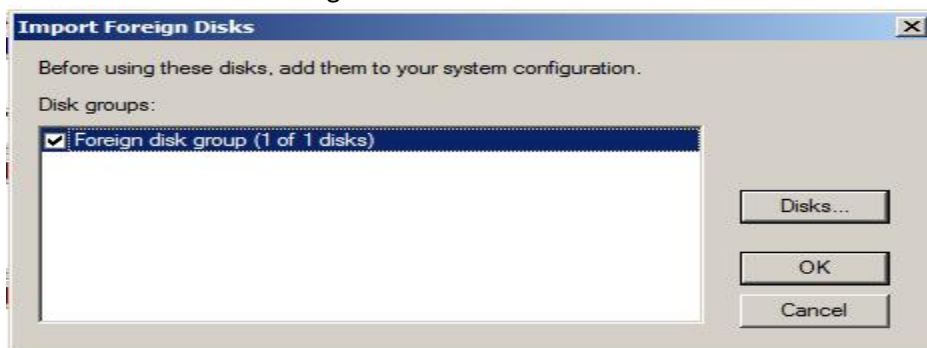 Import Foreign Disks
Before using these disks, add them to your system configuration.
Disk groups:
Foreign disk group (1 of 1 disks)
Disks...
OK
Cancel